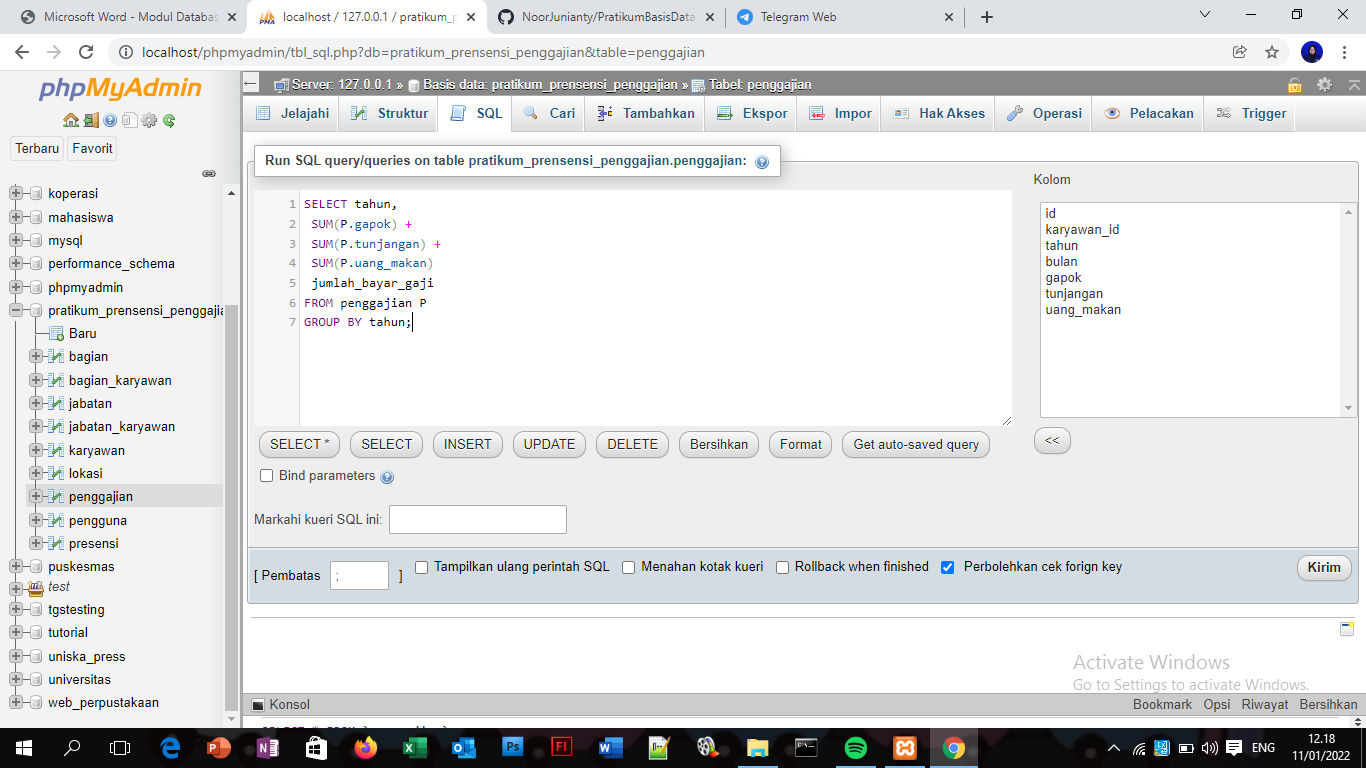 Microsoft Word - Modul Databas
localhost / 127.0.0.1 / pratikum_p
NoorJunianty/PratikumBasisData
Telegram Web
localhost/phpmyadmin/tbl_sql.php?db=pratikum_prensensi_penggajian&table=penggajian
phpMyAdmin
Terbaru
Favorit
koperasi
mahasiswa
mysql
performance_schema
phpmyadmin
pratikum_prensensi_penggajia
Baru
bagian
bagian_karyawan
jabatan
jabatan_karyawan
karyawan
lokasi
penggajian
pengguna
presensi
puskesmas
test
tgstesting
tutorial
uniska_press
universitas
web_perpustakaan
Server: 127.0.0.1 » Basis data: pratikum_prensensi_penggajian » Tabel: penggajian
Jelajahi
Struktur
SQL
Cari
Tambahkan
Ekspor
Impor
Hak Akses
Operasi
Pelacakan
Trigger
Run SQL query/queries on table pratikum_prensensi_penggajian.penggajian:
1 SELECT tahun,
2 SUM(P.gapok) +
3 SUM(P.tunjangan) +
4 SUM(P.uang_makan)
5 jumlah_bayar_gaji
6 FROM penggajian P
7 GROUP BY tahun;
Kolom
id
karyawan_id
tahun
bulan
gapok
tunjangan
uang_makan
<<
SELECT *
SELECT
INSERT
UPDATE
DELETE
Bersihkan
Format
Get auto-saved query
Bind parameters
Markahi kueri SQL ini:
[ Pembatas ; ]
Tampilkan ulang perintah SQL
Menahan kotak kueri
Rollback when finished
Perbolehkan cek forign key
Kirim
Activate Windows
Go to Settings to activate Windows.
Konsol
Bookmark
Opsi
Riwayat
Bersihkan
ENG
12.18
11/01/2022